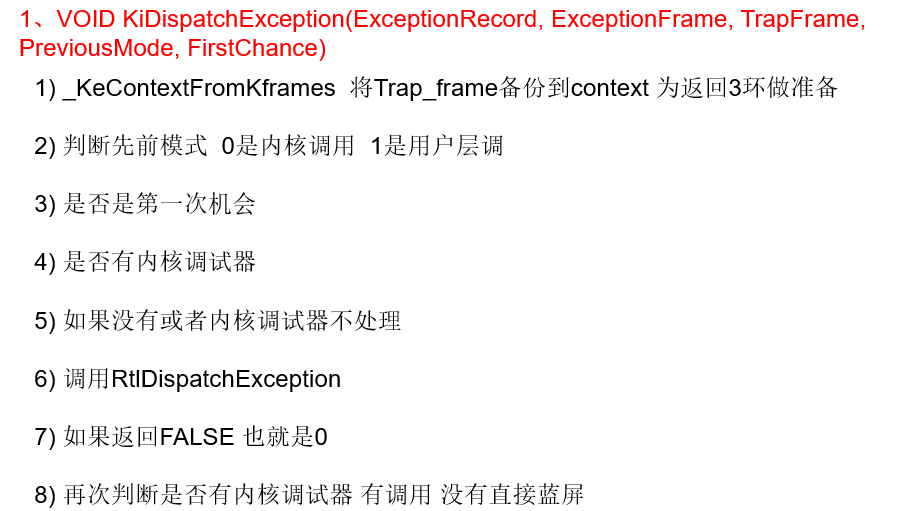 1、VOID KiDispatchException(ExceptionRecord, ExceptionFrame, TrapFrame,
PreviousMode, FirstChance)
1) _KeContextFromKframes  将Trap_frame备份到context 为返回3环做准备
2) 判断先前模式  0是内核调用  1是用户层调
3) 是否是第一次机会
4) 是否有内核调试器
5) 如果没有或者内核调试器不处理
6) 调用RtlDispatchException
7) 如果返回FALSE 也就是0
8) 再次判断是否有内核调试器 有调用 没有直接蓝屏